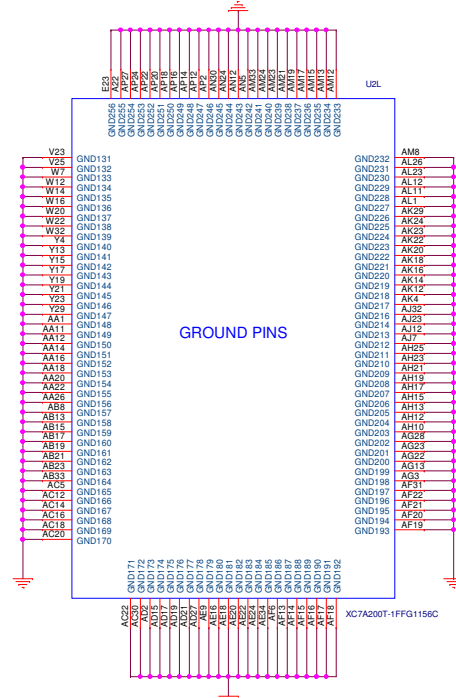 E23 A22 AP27 AP24 AP22 AP20 AP18 AP16 AP14 AP12 AP2 AN30 AN24 AN12 AN5 AM33 AM24 AM23 AM21 AM19 AM17 AM15 AM13 AM12
U2L
GND256 GND255 GND254 GND253 GND252 GND251 GND250 GND249 GND248 GND247 GND246 GND245 GND244 GND243 GND242 GND241 GND240 GND239 GND238 GND237 GND236 GND235 GND234 GND233
V23 GND131 GND232 AM8
V25 GND132 GND231 AL26
W7 GND133 GND230 AL23
W12 GND134 GND229 AL12
W14 GND135 GND228 AL11
W16 GND136 GND227 AL1
W20 GND137 GND226 AK29
W22 GND138 GND225 AK24
W32 GND139 GND224 AK23
Y4 GND140 GND223 AK22
Y13 GND141 GND222 AK20
Y15 GND142 GND221 AK18
Y17 GND143 GND220 AK16
Y19 GND144 GND219 AK14
Y21 GND145 GND218 AK12
Y23 GND146 GND217 AK4
Y29 GND147 GND216 AJ32
AA1 GND148 GND214 AJ23
AA11 GND149 GND213 AJ12
AA12 GND150 GND212 AJ7
AA14 GND151 GND211 AH25
AA16 GND152 GND210 AH23
AA18 GND153 GND209 AH21
AA20 GND154 GND208 AH19
AA22 GND155 GND207 AH17
AA26 GND156 GND206 AH15
AB8 GND157 GND205 AH13
AB13 GND158 GND204 AH12
AB15 GND159 GND203 AH10
AB17 GND160 GND202 AG28
AB19 GND161 GND201 AG23
AB21 GND162 GND200 AG22
AB23 GND163 GND199 AG13
AB33 GND164 GND198 AG3
AC5 GND165 GND197 AF31
AC12 GND166 GND196 AF22
AC14 GND167 GND195 AF21
AC16 GND168 GND194 AF20
AC18 GND169 GND193 AF19
AC20 GND170
GROUND PINS
GND171 GND172 GND173 GND174 GND175 GND176 GND177 GND178 GND179 GND180 GND181 GND182 GND183 GND184 GND185 GND186 GND187 GND188 GND189 GND190 GND191 GND192
AC22 AC30 AD2 AD15 AD17 AD19 AD21 AD27 AE9 AE16 AE18 AE20 AE22 AE24 AE34 AF6 AF13 AF14 AF15 AF16 AF17 AF18
XC7A200T-1FFG1156C